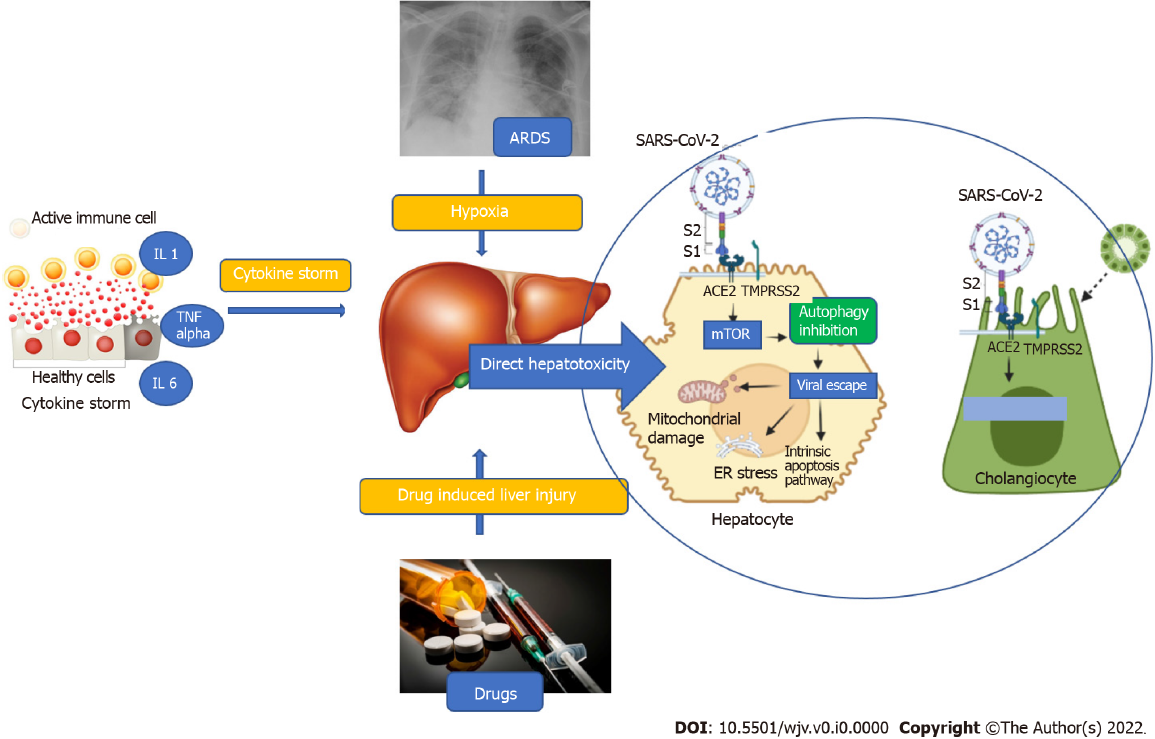 ARDS
Hypoxia
Active immune cell
IL 1
TNF
alpha
IL 6
Healthy cells
Cytokine storm
Cytokine storm
Direct hepatotoxicity
Drug induced liver injury
Drugs
SARS-CoV-2
S2
S1
ACE2 TMPRSS2
mTOR
Autophagy
inhibition
Viral escape
Mitochondrial
damage
ER stress
Intrinsic
apoptosis
pathway
Hepatocyte
SARS-CoV-2
S2
S1
ACE2 TMPRSS2
Cholangiocyte
DOI: 10.5501/wjv.v0.i0.0000 Copyright ©The Author(s) 2022.